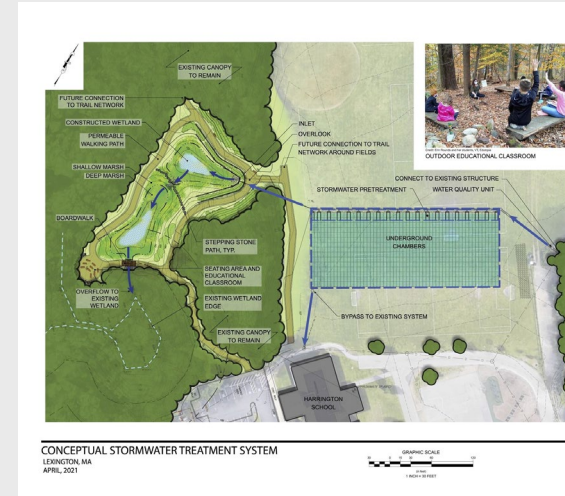 EXISTING CANOPY
TO REMAIN
FUTURE CONNECTION
TO TRAIL NETWORK
CONSTRUCTED WETLAND
PERMEABLE
WALKING PATH
SHALLOW MARSH
DEEP MARSH
BOARDWALK
OVERFLOW TO
EXISTING
WETLAND
INLET
OVERLOOK
FUTURE CONNECTION TO TRAIL
NETWORK AROUND FIELDS
OUTDOOR EDUCATIONAL CLASSROOM
CONNECT TO EXISTING STRUCTURE
STORMWATER PRETREATMENT
WATER QUALITY UNIT
UNDERGROUND
CHAMBERS
STEPPING STONE
PATH, TYP.
SEATING AREA AND
EDUCATIONAL
CLASSROOM
EXISTING WETLAND
EDGE
BYPASS TO EXISTING SYSTEM
EXISTING CANOPY
TO REMAIN
HARRINGTON
SCHOOL
CONCEPTUAL STORMWATER TREATMENT SYSTEM
LEXINGTON, MA
APRIL, 2021
GRAPHIC SCALE